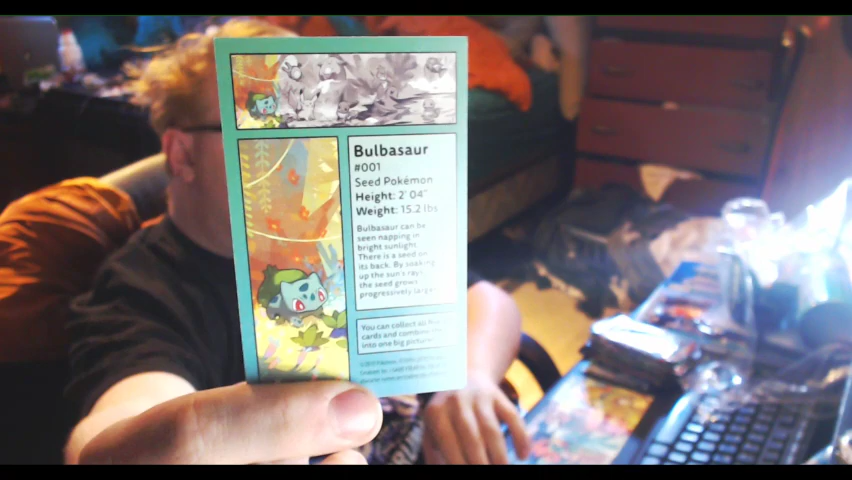 Bulbasaur
#001
Seed Pokémon
Height: 2' 04"
Weight: 15.2 lbs
Bulbasaur can be
seen napping in
bright sunlight.
There is a seed on
its back. By soaking
up the sun's rays
the seed grows
progressively larger
You can collect
cards and combine
into one big picture